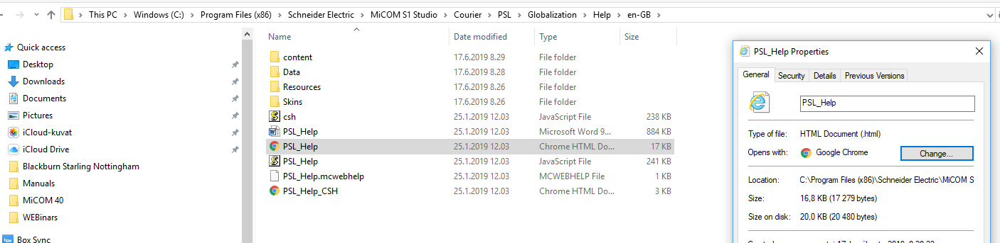 This PC > Windows (C:) > Program Files (x86) > Schneider Electric > MiCOM S1 Studio > Courier > PSL > Globalization > Help > en-GB >
Quick access
Desktop
Downloads
Documents
Pictures
iCloud-kuvat
iCloud Drive
Blackburn Starling Nottingham
Manuals
MiCOM 40
WEBinars
box Box Sync
Name Date modified Type Size
content 17.6.2019 8.29 File folder
Data 17.6.2019 8.28 File folder
Resources 17.6.2019 8.26 File folder
Skins 17.6.2019 8.26 File folder
csh 25.1.2019 12.03 JavaScript File 238 KB
PSL_Help 25.1.2019 12.03 Microsoft Word 9... 884 KB
PSL_Help 25.1.2019 12.03 Chrome HTML Do... 17 KB
PSL_Help 25.1.2019 12.03 JavaScript File 241 KB
PSL_Help.mcwebhelp 25.1.2019 12.03 MCWEBHELP File 1 KB
PSL_Help_CSH 25.1.2019 12.03 Chrome HTML Do... 3 KB
PSL_Help Properties
General Security Details Previous Versions
PSL_Help
Type of file: HTML Document (.html)
Opens with: Google Chrome Change...
Location: C:\Program Files (x86)\Schneider Electric\MiCOM S
Size: 16,8 KB (17 279 bytes)
Size on disk: 20,0 KB (20 480 bytes)